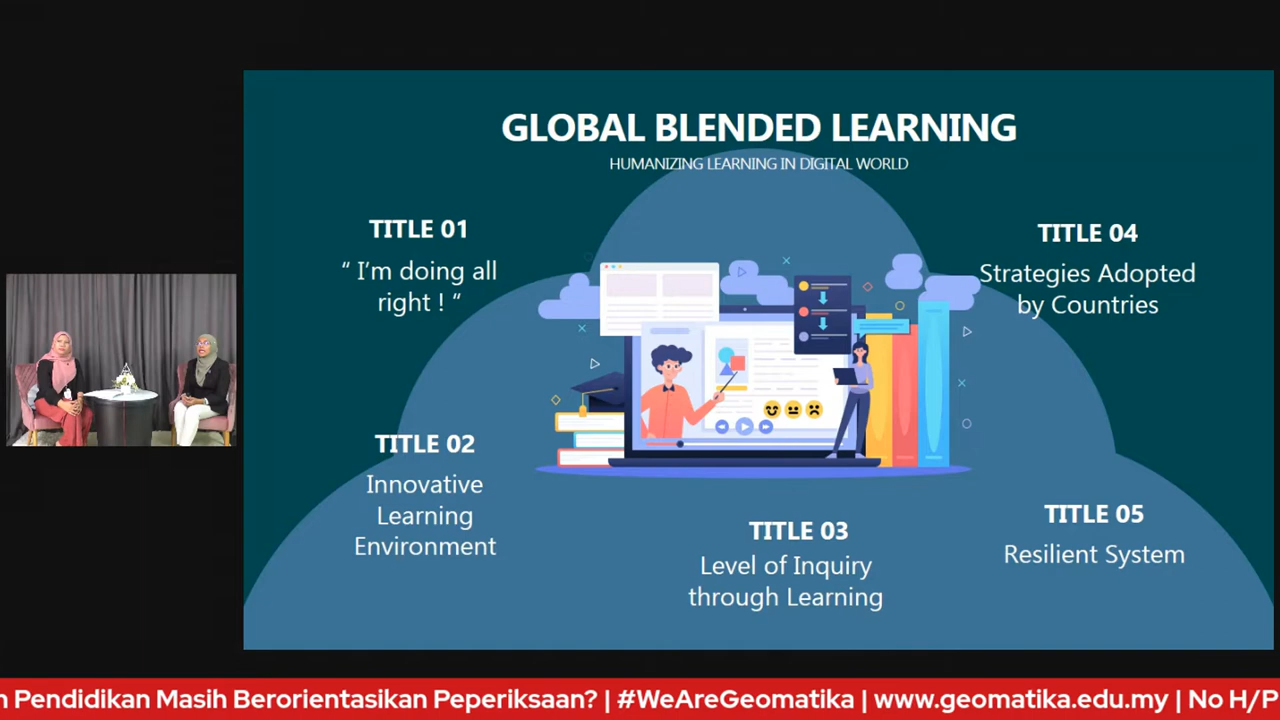 GLOBAL BLENDED LEARNING
HUMANIZING LEARNING IN DIGITAL WORLD
TITLE 01
“ I’m doing all
right ! “
TITLE 02
Innovative
Learning
Environment
TITLE 03
Level of Inquiry
through Learning
TITLE 04
Strategies Adopted
by Countries
TITLE 05
Resilient System
n Pendidikan Masih Berorientasikan Peperiksaan? | #WeAreGeomatika | www.geomatika.edu.my | No H/P